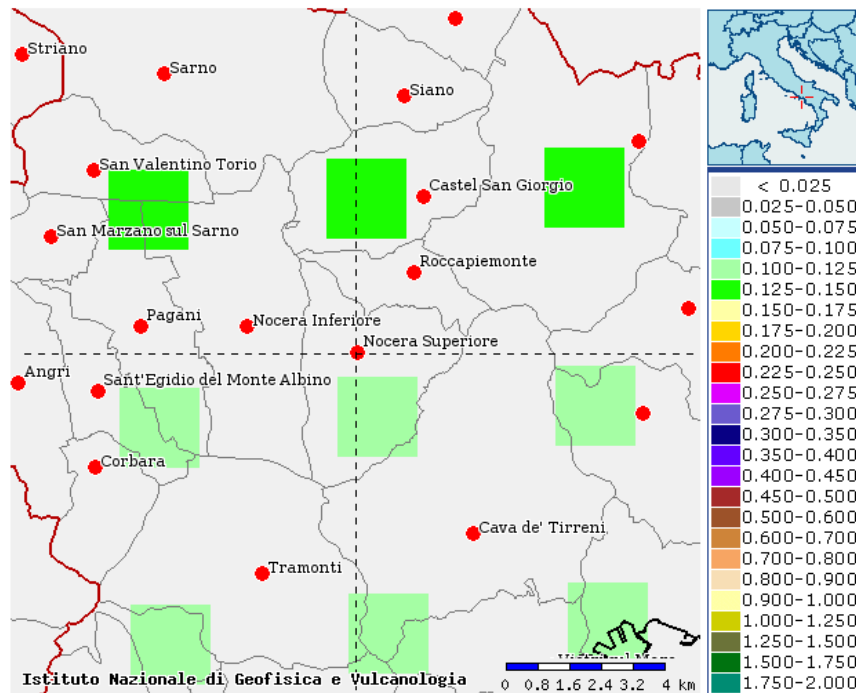 Striano
Sarno
Siano
San Valentino Torio
Castel San Giorgio
San Marzano sul Sarno
Roccapiemonte
Pagani
Nocera Inferiore
Nocera Superiore
Angri
Sant'Egidio del Monte Albino
Corbara
Cava de' Tirreni
Tramonti
Istituto Nazionale di Geofisica e Vulcanologia
0 0.8 1.6 2.4 3.2 4 km
< 0.025
0.025-0.050
0.050-0.075
0.075-0.100
0.100-0.125
0.125-0.150
0.150-0.175
0.175-0.200
0.200-0.225
0.225-0.250
0.250-0.275
0.275-0.300
0.300-0.350
0.350-0.400
0.400-0.450
0.450-0.500
0.500-0.600
0.600-0.700
0.700-0.800
0.800-0.900
0.900-1.000
1.000-1.250
1.250-1.500
1.500-1.750
1.750-2.000